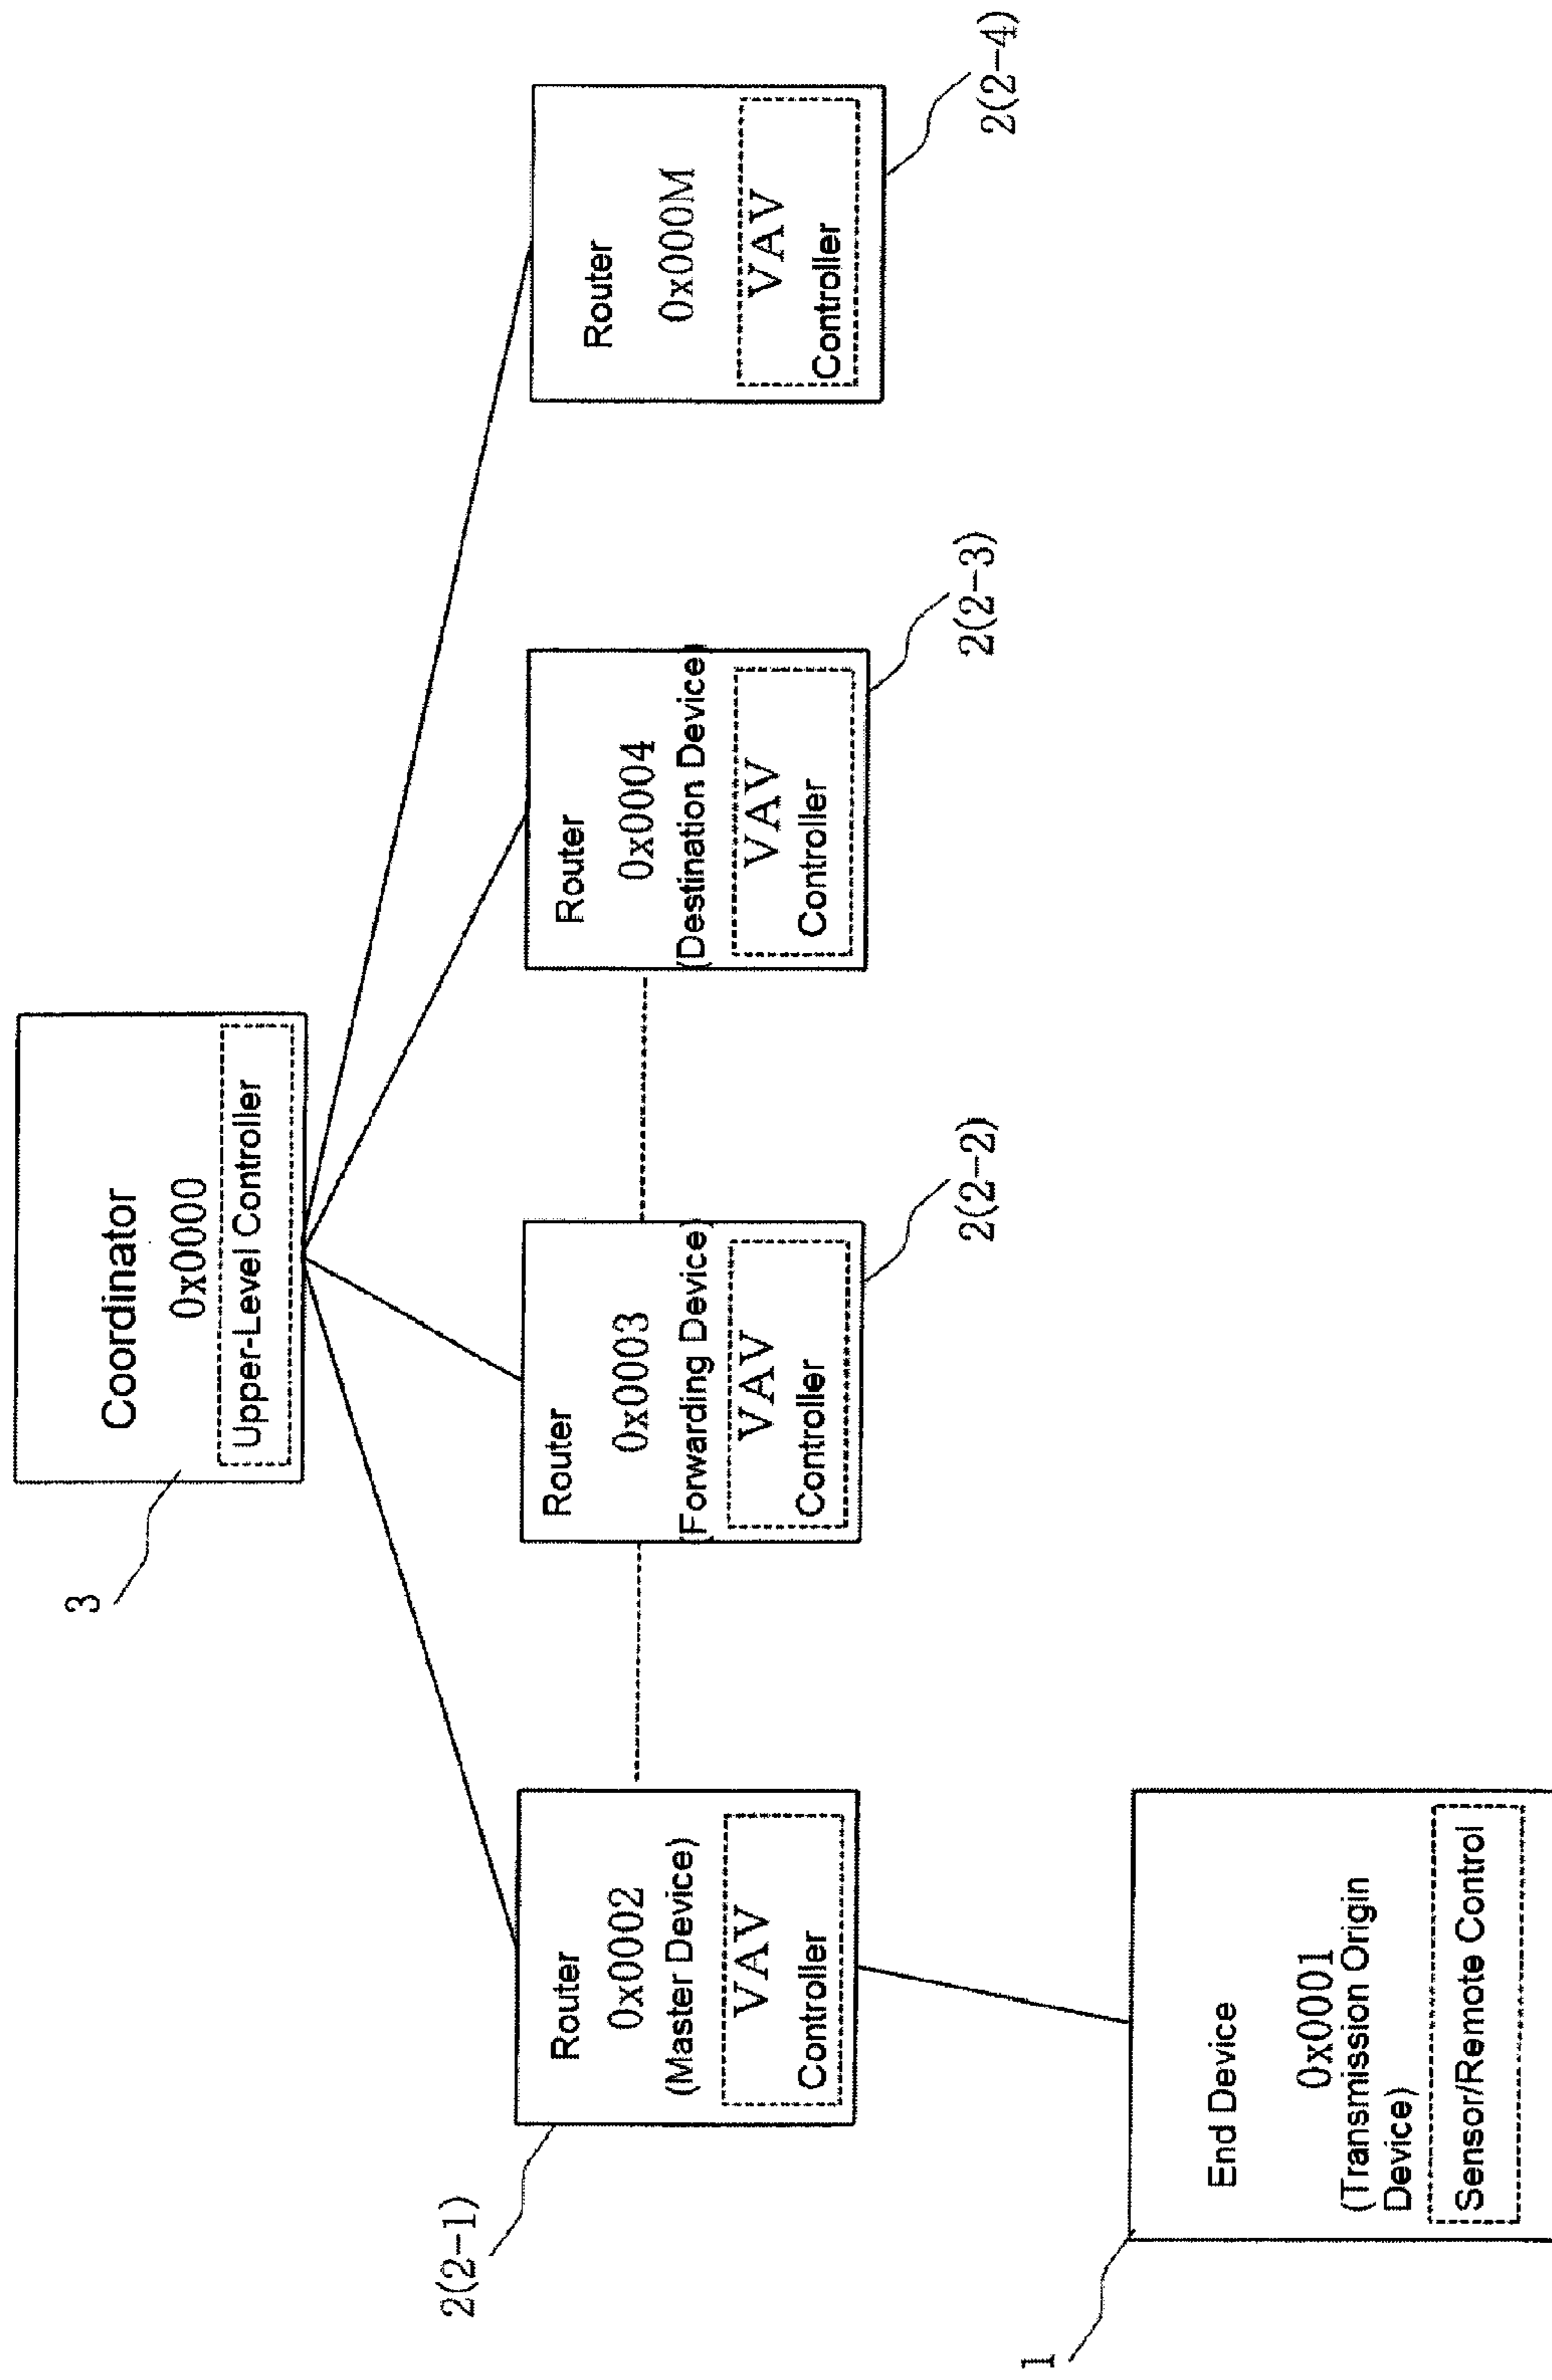 3
Coordinator
0x0000
Upper-Level Controller
2(2-1)
Router
0x0002
(Master Device)
VAV
Controller
Router
0x0003
(Forwarding Device)
VAV
Controller
2(2-2)
Router
0x0004
(Destination Device)
VAV
Controller
2(2-3)
Router
0x000M
VAV
Controller
2(2-4)
1
End Device
0x0001
(Transmission Origin
Device)
Sensor/Remote Control